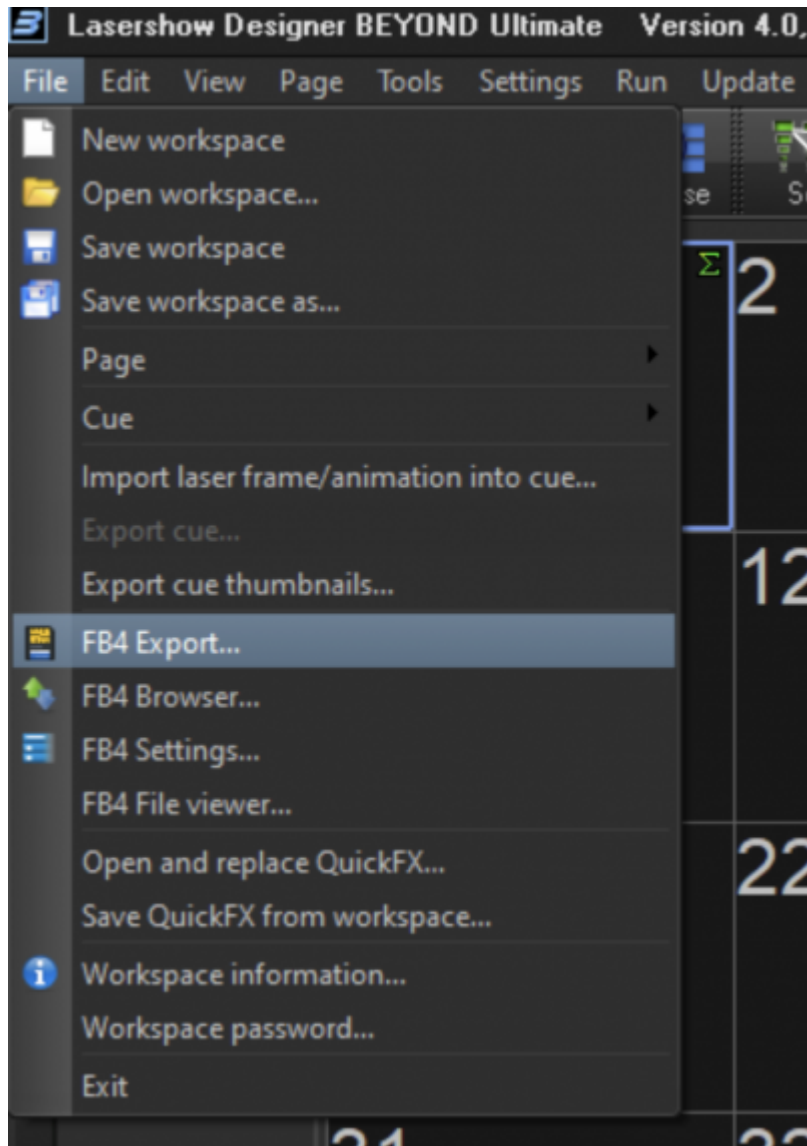 Lasershow Designer BEYOND Ultimate Version 4.0,
File Edit View Page Tools Settings Run Update
New workspace
Open workspace...
Save workspace
Save workspace as...
Page
Cue
Import laser frame/animation into cue...
Export cue...
Export cue thumbnails...
FB4 Export...
FB4 Browser...
FB4 Settings...
FB4 File viewer...
Open and replace QuickFX...
Save QuickFX from workspace...
Workspace information...
Workspace password...
Exit
se
Σ
2
12
22